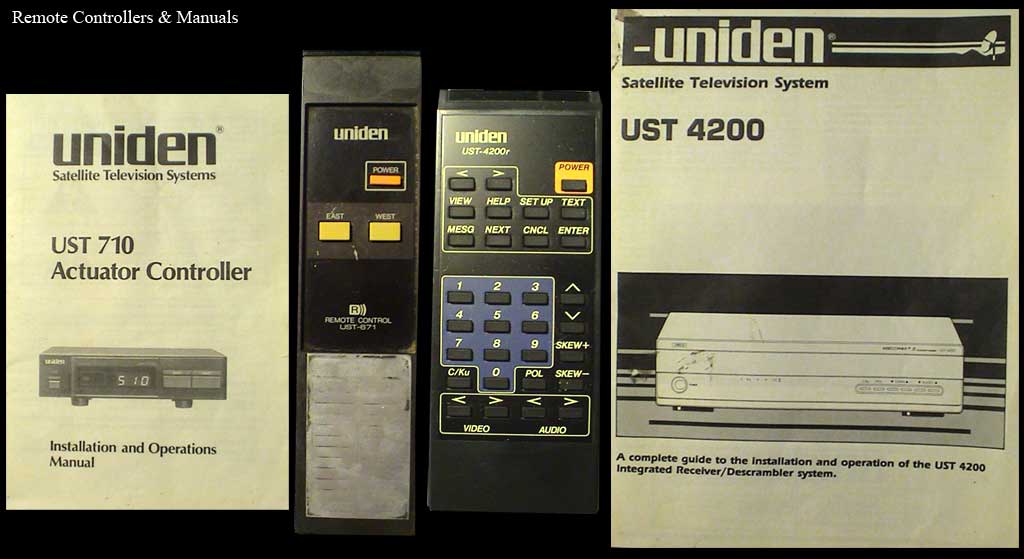 Remote Controllers & Manuals
uniden®
Satellite Television Systems
UST 710
Actuator Controller
uniden
510
Installation and Operations
Manual
uniden
POWER
EAST WEST
R
REMOTE CONTROL
UST-671
uniden
UST-4200r
POWER
< >
VIEW HELP SET UP TEXT
MESG NEXT CNCL ENTER
1 2 3
4 5 6
7 8 9 SKEW+
C/Ku 0 POL SKEW–
< > < >
VIDEO AUDIO
uniden®
Satellite Television System
UST 4200
A complete guide to the installation and operation of the UST 4200
Integrated Receiver/Descrambler system.